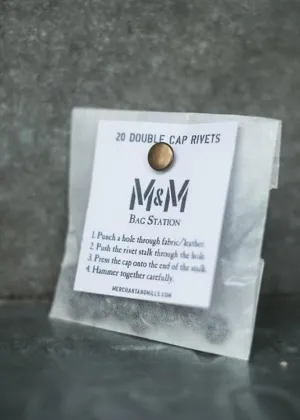 20 DOUBLE CAP RIVETS
M&M
BAG STATION
1. Punch a hole through fabric/leather.
2. Push the rivet stalk through the hole.
3. Press the cap onto the end of the stalk.
4. Hammer together carefully.
MERCHANTANDMILLS.COM